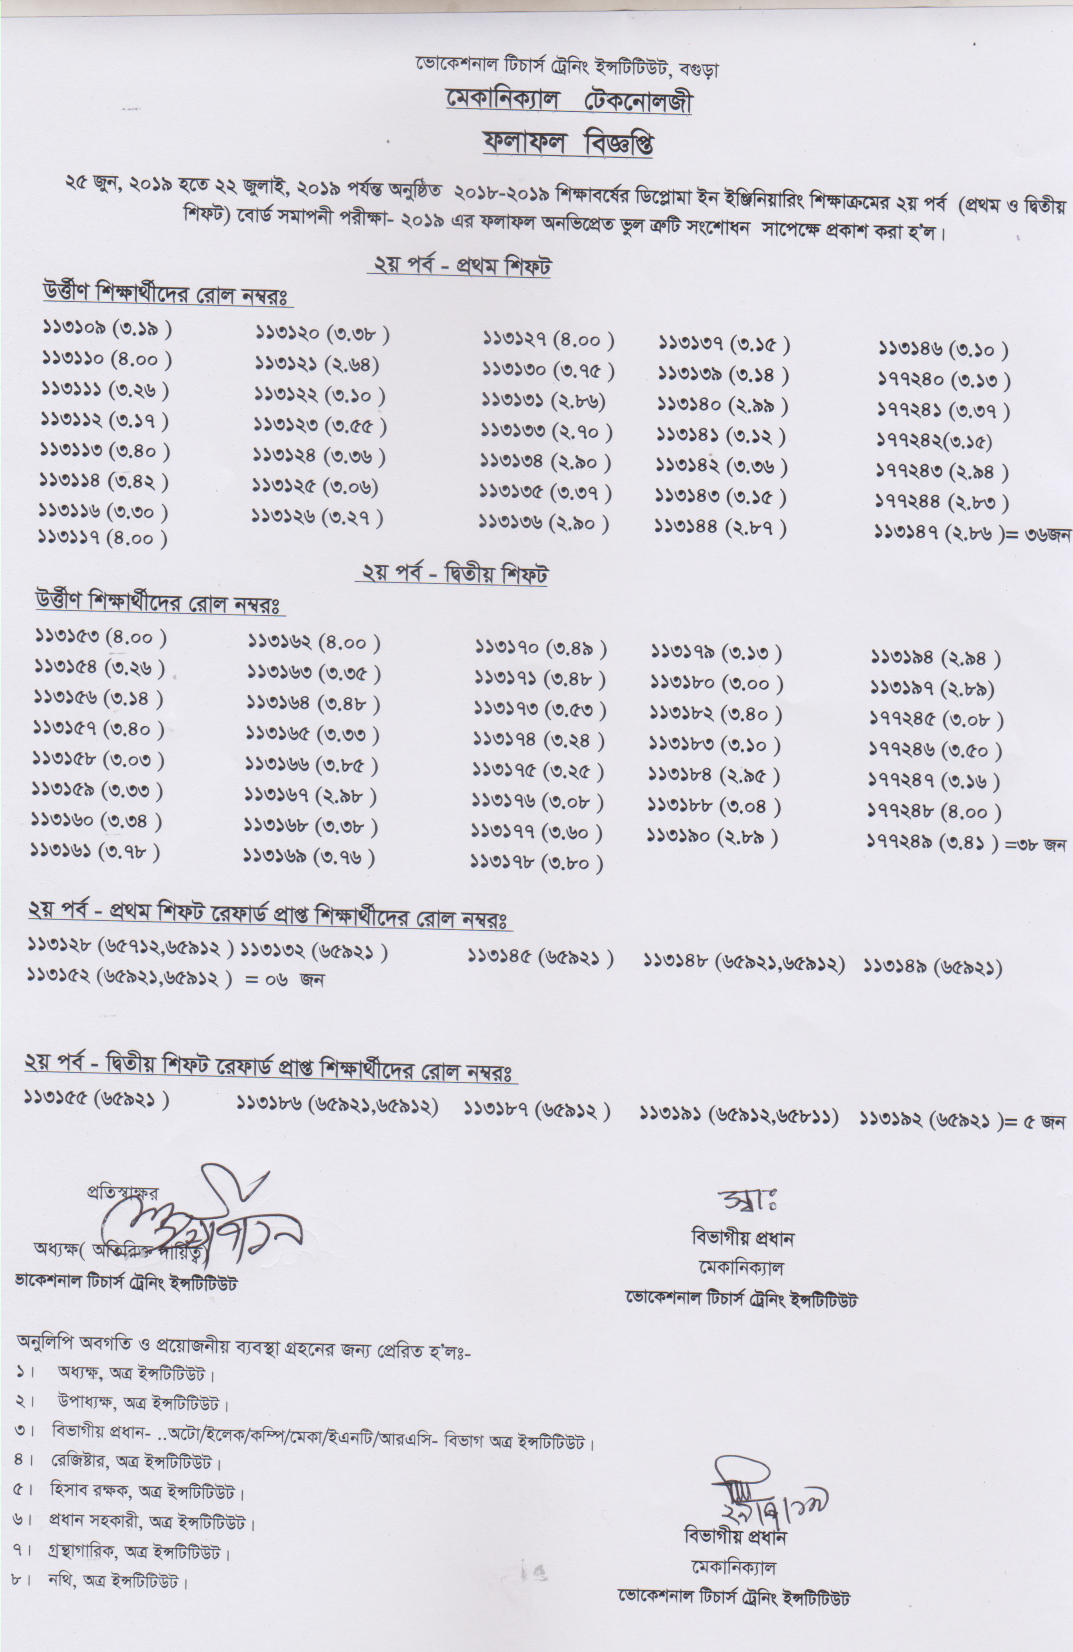 ভোকেশনাল টিচার্স ট্রেনিং ইন্সটিটিউট, বগুড়া
মেকানিক্যাল টেকনোলজী
ফলাফল বিজ্ঞপ্তি
২৫ জুন, ২০১৯ হতে ২২ জুলাই, ২০১৯ পর্যন্ত অনুষ্ঠিত ২০১৮-২০১৯ শিক্ষাবর্ষের ডিপ্লোমা ইন ইঞ্জিনিয়ারিং শিক্ষাক্রমের ২য় পর্ব (প্রথম ও দ্বিতীয়
শিফট) বোর্ড সমাপনী পরীক্ষা- ২০১৯ এর ফলাফল অনভিপ্রেত ভুল ত্রুটি সংশোধন সাপেক্ষে প্রকাশ করা হ'ল।
২য় পর্ব - প্রথম শিফট
উর্ত্তীণ শিক্ষার্থীদের রোল নম্বরঃ
১১৩১০৯ (৩.১৯ ) ১১৩১২০ (৩.৩৮ ) ১১৩১২৭ (৪.০০ ) ১১৩১৩৭ (৩.১৫ ) ১১৩১৪৬ (৩.১০ )
১১৩১১০ (৪.০০ ) ১১৩১২১ (২.৬৪) ১১৩১৩০ (৩.৭৫ ) ১১৩১৩৯ (৩.১৪ ) ১৭৭২৪০ (৩.১৩ )
১১৩১১১ (৩.২৬ ) ১১৩১২২ (৩.১০ ) ১১৩১৩১ (২.৮৬) ১১৩১৪০ (২.৯৯ ) ১৭৭২৪১ (৩.৩৭ )
১১৩১১২ (৩.১৭ ) ১১৩১২৩ (৩.৫৫ ) ১১৩১৩৩ (২.৭০ ) ১১৩১৪১ (৩.১২ ) ১৭৭২৪২(৩.১৫)
১১৩১১৩ (৩.৪০ ) ১১৩১২৪ (৩.৩৬ ) ১১৩১৩৪ (২.৯০ ) ১১৩১৪২ (৩.৩৬ ) ১৭৭২৪৩ (২.৯৪ )
১১৩১১৪ (৩.৪২ ) ১১৩১২৫ (৩.০৬) ১১৩১৩৫ (৩.৩৭ ) ১১৩১৪৩ (৩.১৫ ) ১৭৭২৪৪ (২.৮৩ )
১১৩১১৬ (৩.৩০ ) ১১৩১২৬ (৩.২৭ ) ১১৩১৩৬ (২.৯০ ) ১১৩১৪৪ (২.৮৭ ) ১১৩১৪৭ (২.৮৬ )= ৩৬জন
১১৩১১৭ (৪.০০ )
২য় পর্ব - দ্বিতীয় শিফট
উর্ত্তীণ শিক্ষার্থীদের রোল নম্বরঃ
১১৩১৫৩ (৪.০০ ) ১১৩১৬২ (৪.০০ ) ১১৩১৭০ (৩.৪৯ ) ১১৩১৭৯ (৩.১৩ ) ১১৩১৯৪ (২.৯৪ )
১১৩১৫৪ (৩.২৬ ) ১১৩১৬৩ (৩.৩৫ ) ১১৩১৭১ (৩.৪৮ ) ১১৩১৮০ (৩.০০ ) ১১৩১৯৭ (২.৮৯)
১১৩১৫৬ (৩.১৪ ) ১১৩১৬৪ (৩.৪৮ ) ১১৩১৭৩ (৩.৫৩ ) ১১৩১৮২ (৩.৪০ ) ১৭৭২৪৫ (৩.০৮ )
১১৩১৫৭ (৩.৪০ ) ১১৩১৬৫ (৩.৩৩ ) ১১৩১৭৪ (৩.২৪ ) ১১৩১৮৩ (৩.১০ ) ১৭৭২৪৬ (৩.৫০ )
১১৩১৫৮ (৩.০৩ ) ১১৩১৬৬ (৩.৮৫ ) ১১৩১৭৫ (৩.২৫ ) ১১৩১৮৪ (২.৯৫ ) ১৭৭২৪৭ (৩.১৬ )
১১৩১৫৯ (৩.৩৩ ) ১১৩১৬৭ (২.৯৮ ) ১১৩১৭৬ (৩.০৮ ) ১১৩১৮৮ (৩.০৪ ) ১৭৭২৪৮ (৪.০০ )
১১৩১৬০ (৩.৩৪ ) ১১৩১৬৮ (৩.৩৮ ) ১১৩১৭৭ (৩.৬০ ) ১১৩১৯০ (২.৮৯ ) ১৭৭২৪৯ (৩.৪১ ) =৩৮ জন
১১৩১৬১ (৩.৭৮ ) ১১৩১৬৯ (৩.৭৬ ) ১১৩১৭৮ (৩.৮০ )
২য় পর্ব - প্রথম শিফট রেফার্ড প্রাপ্ত শিক্ষার্থীদের রোল নম্বরঃ
১১৩১২৮ (৬৫৭১২,৬৫৯১২ ) ১১৩১৩২ (৬৫৯২১ ) ১১৩১৪৫ (৬৫৯২১ ) ১১৩১৪৮ (৬৫৯২১,৬৫৯১২) ১১৩১৪৯ (৬৫৯২১)
১১৩১৫২ (৬৫৯২১,৬৫৯১২ ) = ০৬ জন
২য় পর্ব - দ্বিতীয় শিফট রেফার্ড প্রাপ্ত শিক্ষার্থীদের রোল নম্বরঃ
১১৩১৫৫ (৬৫৯২১ ) ১১৩১৮৬ (৬৫৯২১,৬৫৯১২) ১১৩১৮৭ (৬৫৯১২ ) ১১৩১৯১ (৬৫৯১২,৬৫৮১১) ১১৩১৯২ (৬৫৯২১ )= ৫ জন
প্রতিস্বাক্ষর
স্বাঃ
অধ্যক্ষ( অতিরিক্ত দায়িত্ব)
ভাকেশনাল টিচার্স ট্রেনিং ইন্সটিটিউট
বিভাগীয় প্রধান
মেকানিক্যাল
ভোকেশনাল টিচার্স ট্রেনিং ইন্সটিটিউট
অনুলিপি অবগতি ও প্রয়োজনীয় ব্যবস্থা গ্রহনের জন্য প্রেরিত হ'লঃ-
১। অধ্যক্ষ, অত্র ইন্সটিটিউট।
২। উপাধ্যক্ষ, অত্র ইন্সটিটিউট।
৩। বিভাগীয় প্রধান- ..অটো/ইলেক/কম্পি/মেকা/ইএনটি/আরএসি- বিভাগ অত্র ইন্সটিটিউট।
৪। রেজিষ্টার, অত্র ইন্সটিটিউট।
৫। হিসাব রক্ষক, অত্র ইন্সটিটিউট।
৬। প্রধান সহকারী, অত্র ইন্সটিটিউট।
৭। গ্রন্থাগারিক, অত্র ইন্সটিটিউট।
৮। নথি, অত্র ইন্সটিটিউট।
বিভাগীয় প্রধান
মেকানিক্যাল
ভোকেশনাল টিচার্স ট্রেনিং ইন্সটিটিউট